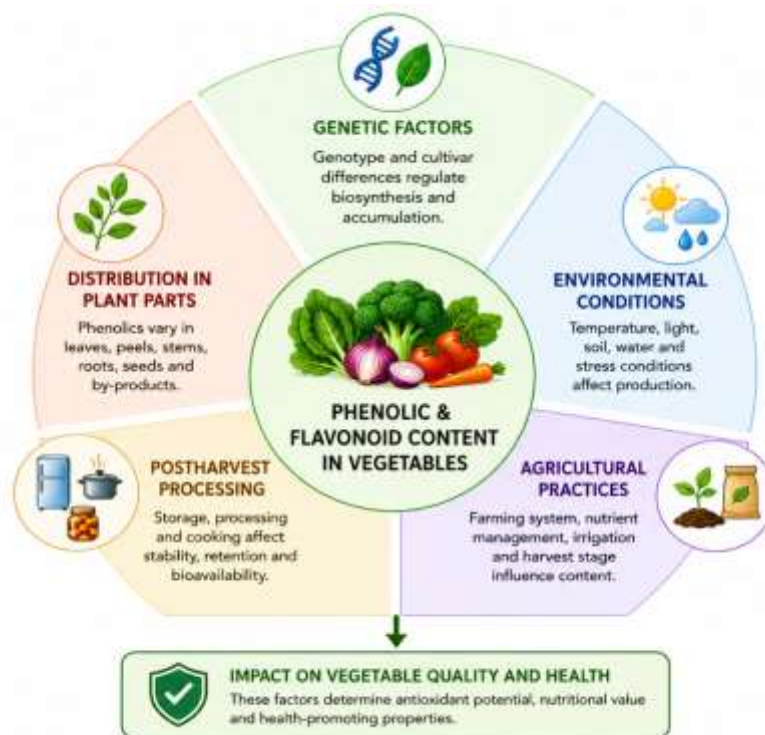 GENETIC FACTORS
Genotype and cultivar
differences regulate
biosynthesis and
accumulation.
DISTRIBUTION IN
PLANT PARTS
Phenolics vary in
leaves, peels, stems,
roots, seeds and
by-products.
ENVIRONMENTAL
CONDITIONS
Temperature, light,
soil, water and
stress conditions
affect production.
PHENOLIC &
FLAVONOID CONTENT
IN VEGETABLES
POSTHARVEST
PROCESSING
Storage, processing
and cooking affect
stability, retention and
bioavailability.
AGRICULTURAL
PRACTICES
Farming system, nutrient
management, irrigation
and harvest stage
influence content.
IMPACT ON VEGETABLE QUALITY AND HEALTH
These factors determine antioxidant potential, nutritional value
and health-promoting properties.